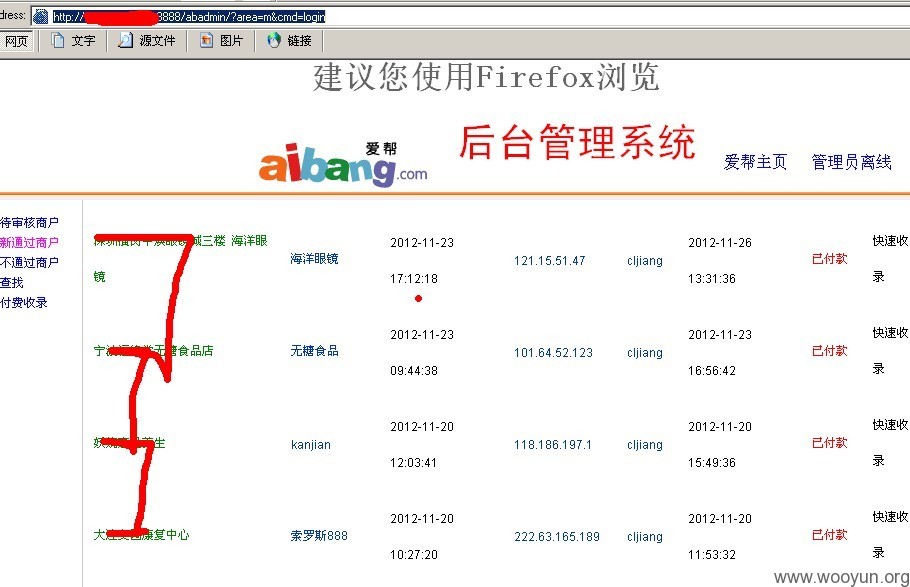 dress: http:// 8888/abadmin/?area=m&cmd=login
网页 文字 源文件 图片 链接
建议您使用Firefox浏览
aibang.com 爱帮 后台管理系统 爱帮主页 管理员离线
待审核商户
新通过商户
不通过商户
查找
付费收录
城三楼 海洋眼镜 海洋眼镜 2012-11-23 17:12:18 121.15.51.47 cljiang 2012-11-26 13:31:36 已付款 快速收录
宁波 无糖食品店 无糖食品 2012-11-23 09:44:38 101.64.52.123 cljiang 2012-11-23 16:56:42 已付款 快速收录
生 kanjian 2012-11-20 12:03:41 118.186.197.1 cljiang 2012-11-20 15:49:36 已付款 快速收录
大连 康复中心 索罗斯888 2012-11-20 10:27:20 222.63.165.189 cljiang 2012-11-20 11:53:32 已付款 快速收录
www.wooyun.org